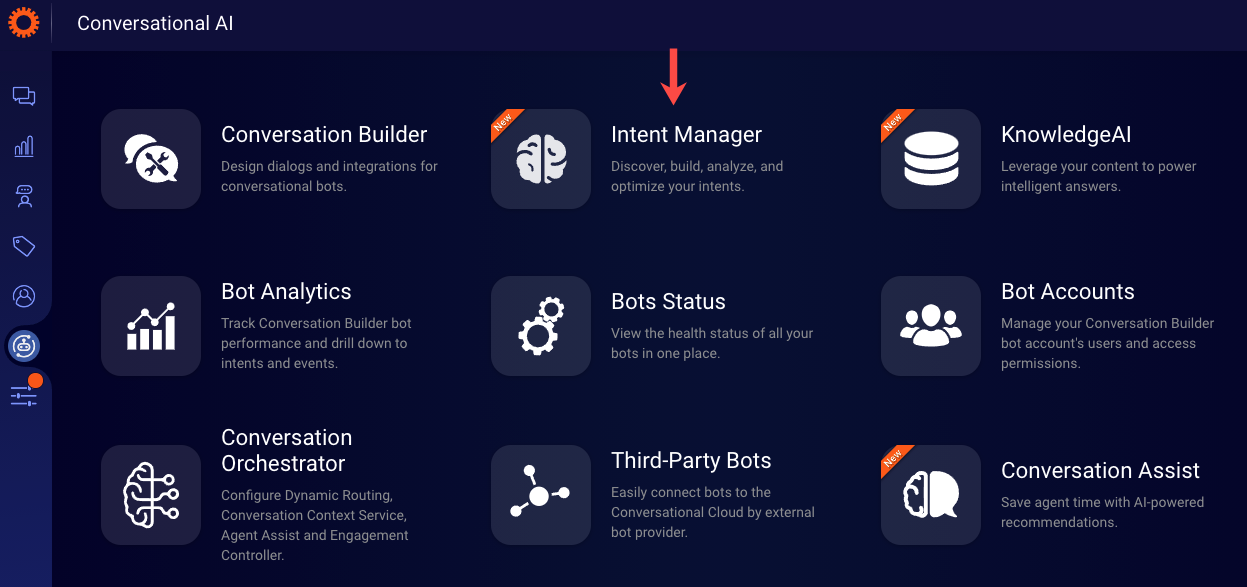 Conversational AI
Conversation Builder
Design dialogs and integrations for
conversational bots.
New
Intent Manager
Discover, build, analyze, and
optimize your intents.
New
KnowledgeAI
Leverage your content to power
intelligent answers.
Bot Analytics
Track Conversation Builder bot
performance and drill down to
intents and events.
Bots Status
View the health status of all your
bots in one place.
Bot Accounts
Manage your Conversation Builder
bot account's users and access
permissions.
Conversation
Orchestrator
Configure Dynamic Routing,
Conversation Context Service,
Agent Assist and Engagement
Controller.
Third-Party Bots
Easily connect bots to the
Conversational Cloud by external
bot provider.
New
Conversation Assist
Save agent time with AI-powered
recommendations.